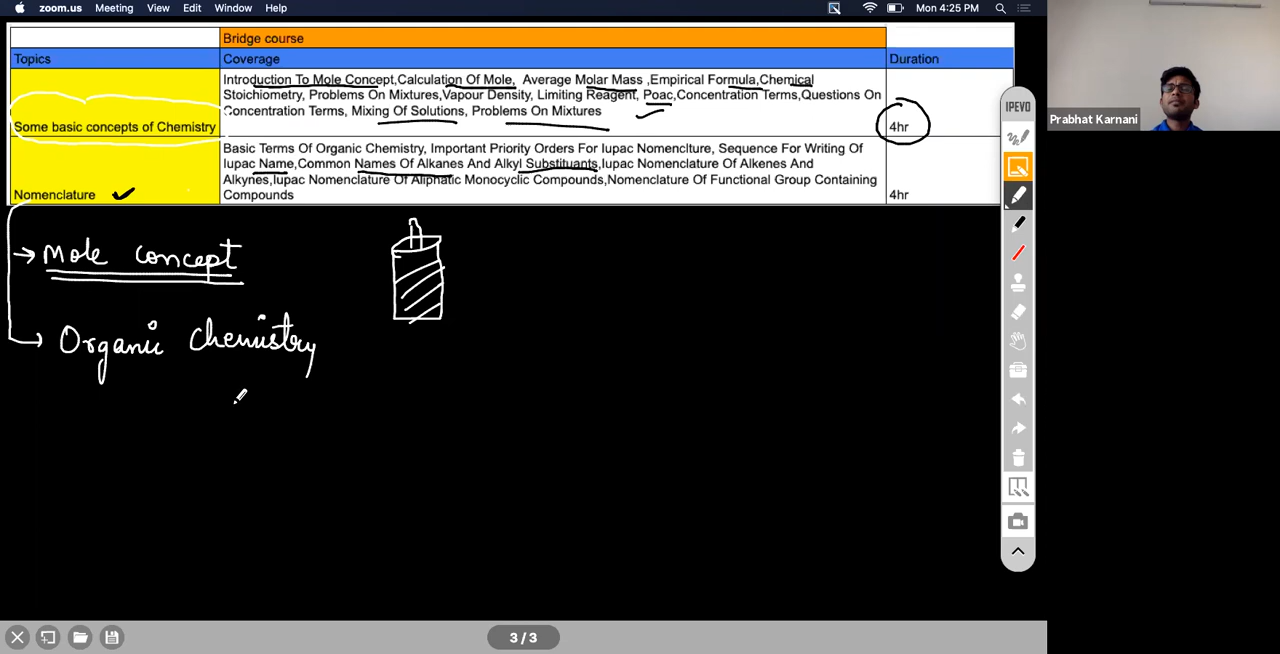 zoom.us Meeting View Edit Window Help Mon 4:25 PM
Bridge course
Topics Coverage Duration
Introduction To Mole Concept,Calculation Of Mole, Average Molar Mass ,Empirical Formula,Chemical
Stoichiometry, Problems On Mixtures,Vapour Density, Limiting Reagent, Poac,Concentration Terms,Questions On
Concentration Terms, Mixing Of Solutions, Problems On Mixtures
Some basic concepts of Chemistry 4hr
Basic Terms Of Organic Chemistry, Important Priority Orders For Iupac Nomenclture, Sequence For Writing Of
Iupac Name,Common Names Of Alkanes And Alkyl Substituants,Iupac Nomenclature Of Alkenes And
Alkynes,Iupac Nomenclature Of Aliphatic Monocyclic Compounds,Nomenclature Of Functional Group Containing
Compounds
Nomenclature 4hr
IPEVO
Prabhat Karnani
Mole concept
Organic Chemistry
3 / 3